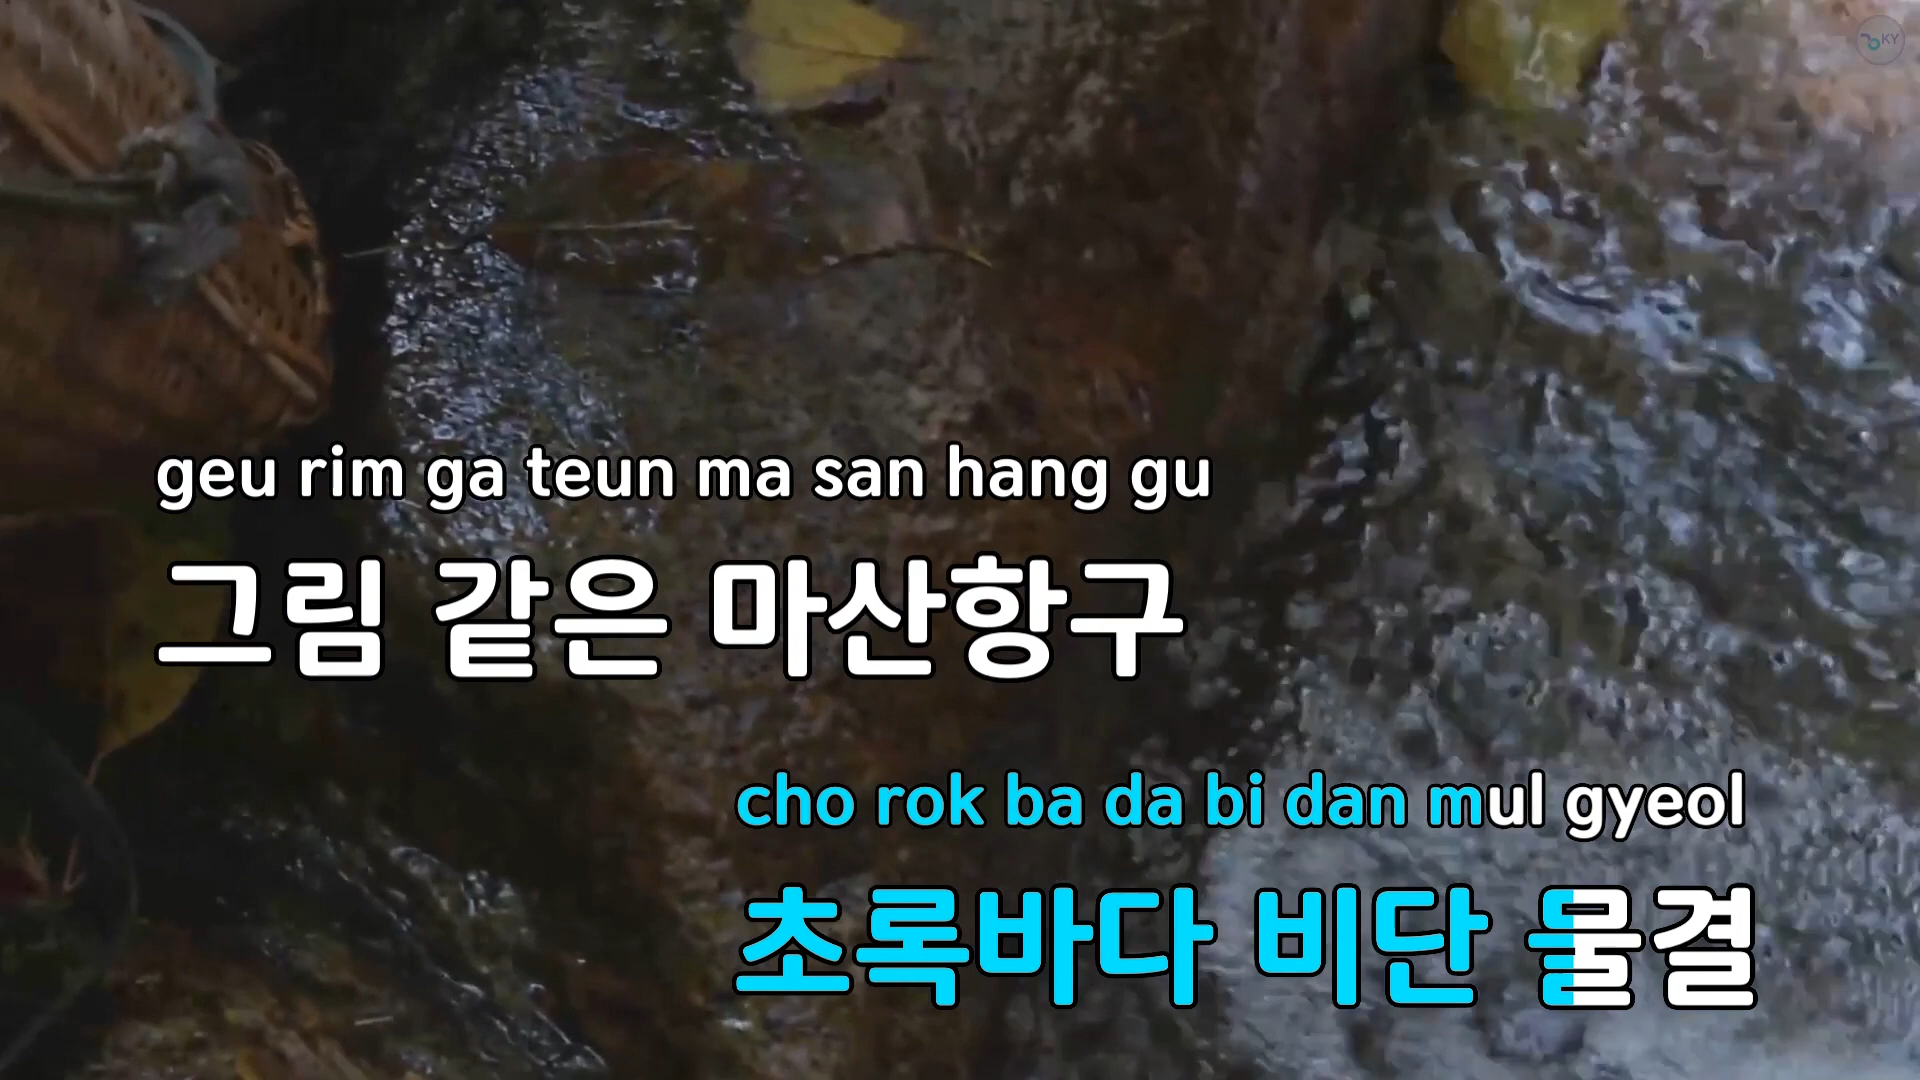 KY
geu rim ga teun ma san hang gu
그림 같은 마산항구
cho rok ba da bi dan mul gyeol
초록바다 비단 물결